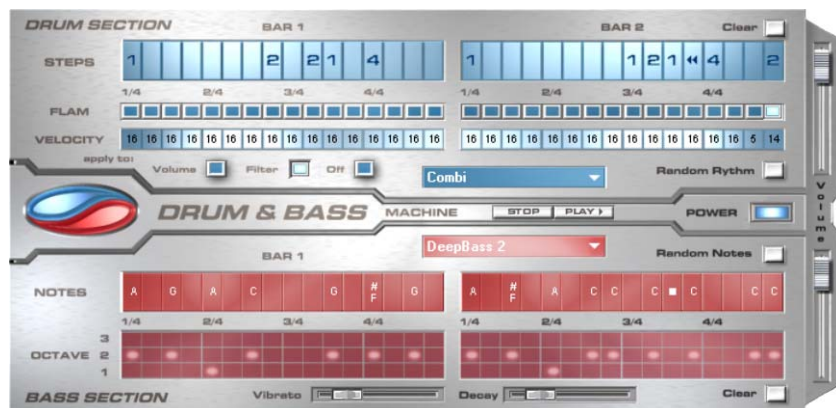 DRUM SECTION BAR 1 BAR 2 Clear
STEPS 1 2 2 1 4 1 1 2 1 4 2
1/4 2/4 3/4 4/4 1/4 2/4 3/4 4/4
FLAM
VELOCITY 16 16 16 16 16 16 16 16 16 16 16 16 16 16 16 16 16 16 16 16 16 16 16 16 16 16 16 16 16 16 5 14
apply to: Volume Filter Off Combi Random Rythm
DRUM & BASS MACHINE STOP PLAY POWER Volume
DeepBass 2
BAR 1 Random Notes
NOTES A G A C G #F G A #F A C C C C C C
1/4 2/4 3/4 4/4 1/4 2/4 3/4 4/4
3
OCTAVE 2
1
BASS SECTION Vibrato Decay Clear